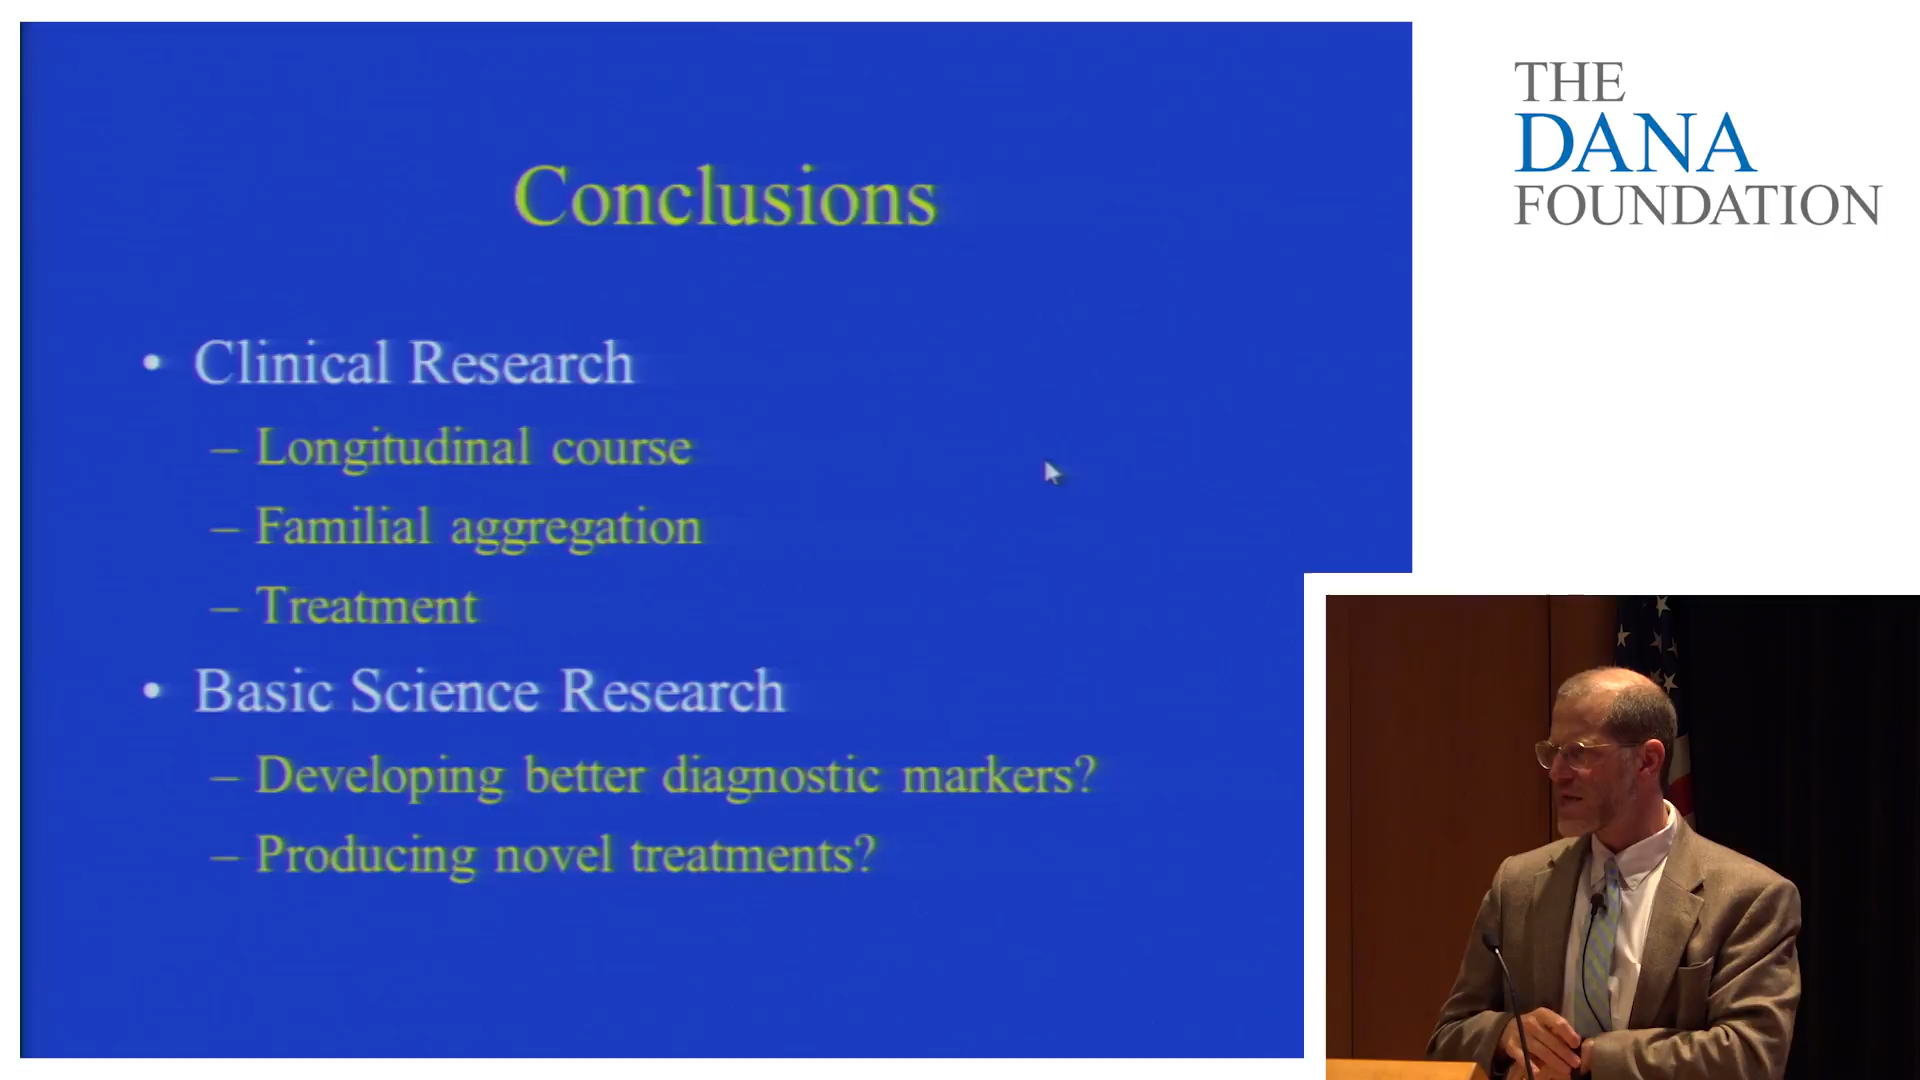 Conclusions
• Clinical Research
– Longitudinal course
– Familial aggregation
– Treatment
• Basic Science Research
– Developing better diagnostic markers?
– Producing novel treatments?
THE
DANA
FOUNDATION